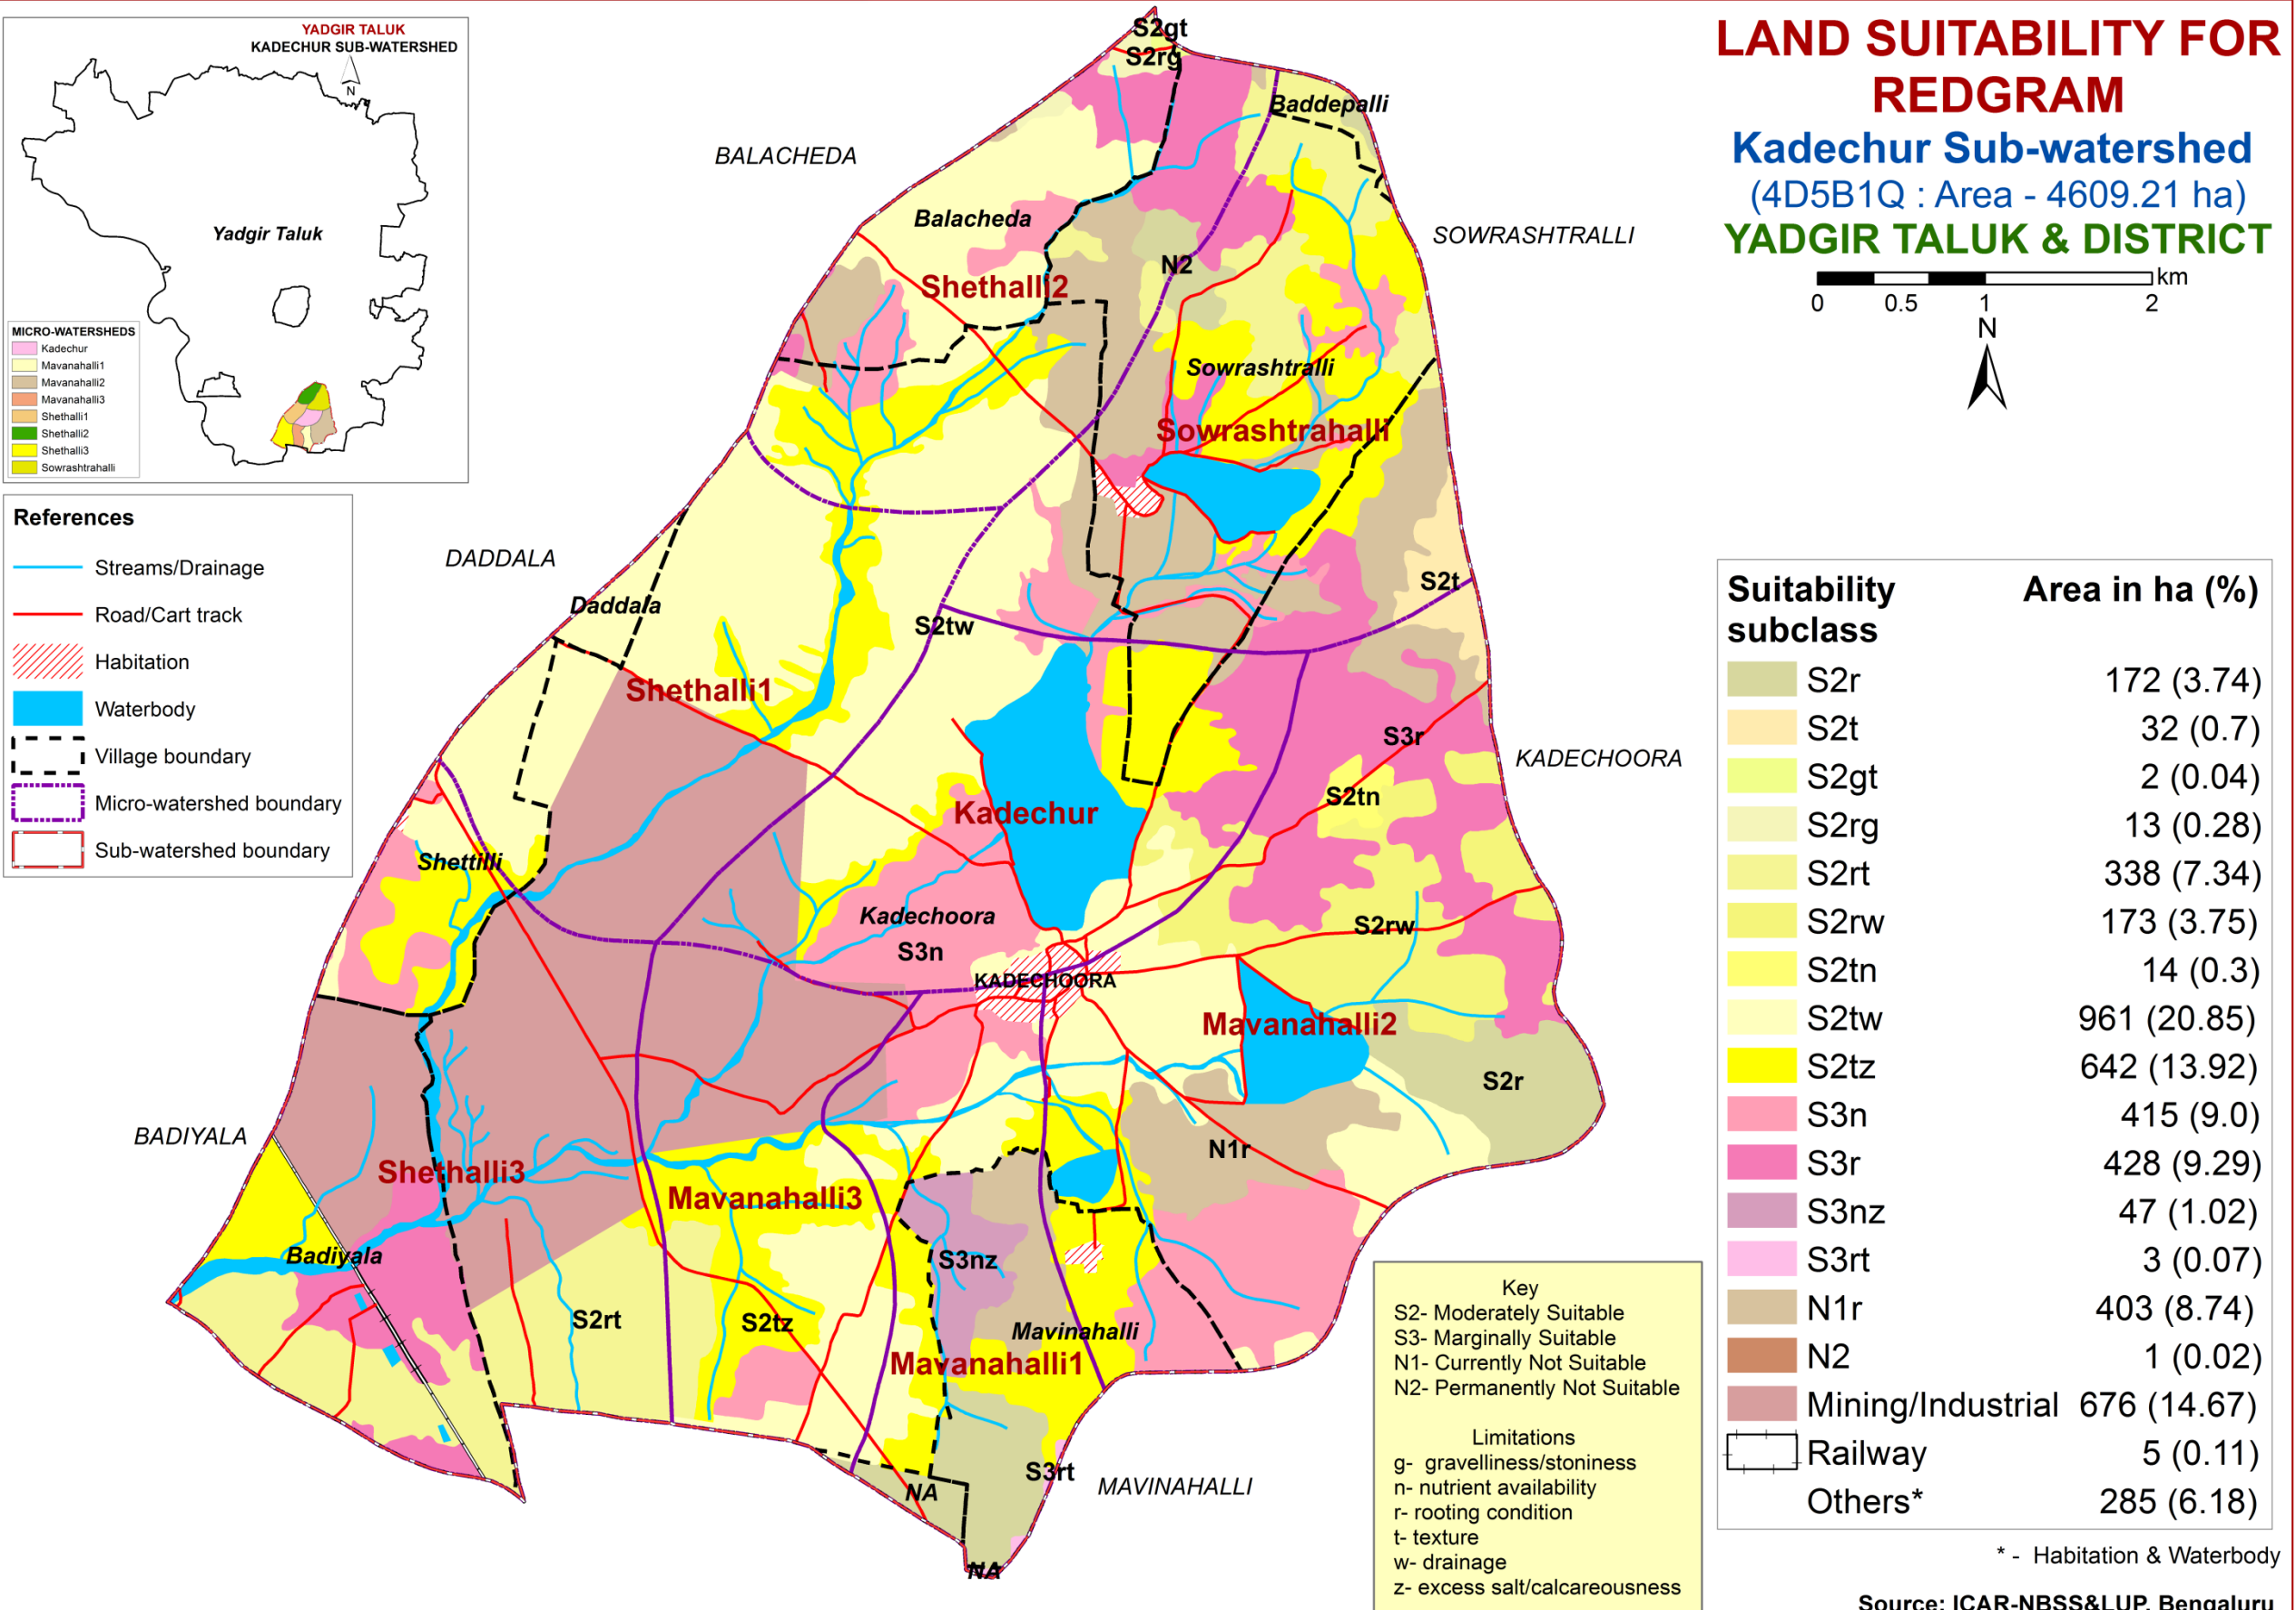 YADGIR TALUK
KADECHUR SUB-WATERSHED
N
Yadgir Taluk
MICRO-WATERSHEDS
Kadechur
Mavanahalli1
Mavanahalli2
Mavanahalli3
Shethalli1
Shethalli2
Shethalli3
Sowrashtrahalli
References
Streams/Drainage
Road/Cart track
Habitation
Waterbody
Village boundary
Micro-watershed boundary
Sub-watershed boundary
LAND SUITABILITY FOR
REDGRAM
Kadechur Sub-watershed
(4D5B1Q : Area - 4609.21 ha)
YADGIR TALUK & DISTRICT
km
0 0.5 1 2
N
S2gt
S2rg
Baddepalli
BALACHEDA
Balacheda
SOWRASHTRALLI
N2
Shethalli2
Sowrashtralli
Sowrashtrahalli
DADDALA
S2t
Daddala
S2tw
Shethalli1
S3r
KADECHOORA
S2tn
Kadechur
Shettilli
Kadechoora
S2rw
S3n
KADECHOORA
Mavanahalli2
S2r
BADIYALA
N1r
Shethalli3
Mavanahalli3
Badiyala
S3nz
S2rt
S2tz
Mavinahalli
Mavanahalli1
S3rt
MAVINAHALLI
NA
NA
Suitability subclass Area in ha (%)
S2r 172 (3.74)
S2t 32 (0.7)
S2gt 2 (0.04)
S2rg 13 (0.28)
S2rt 338 (7.34)
S2rw 173 (3.75)
S2tn 14 (0.3)
S2tw 961 (20.85)
S2tz 642 (13.92)
S3n 415 (9.0)
S3r 428 (9.29)
S3nz 47 (1.02)
S3rt 3 (0.07)
N1r 403 (8.74)
N2 1 (0.02)
Mining/Industrial 676 (14.67)
Railway 5 (0.11)
Others* 285 (6.18)
* - Habitation & Waterbody
Source: ICAR-NBSS&LUP, Bengaluru
Key
S2- Moderately Suitable
S3- Marginally Suitable
N1- Currently Not Suitable
N2- Permanently Not Suitable
Limitations
g- gravelliness/stoniness
n- nutrient availability
r- rooting condition
t- texture
w- drainage
z- excess salt/calcareousness